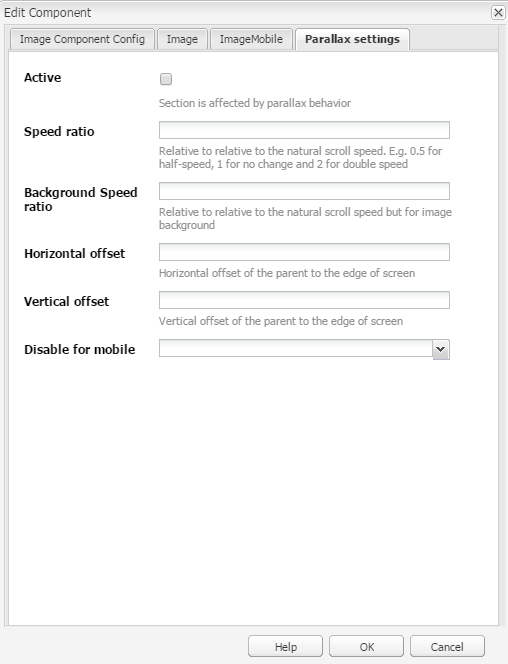 Edit Component
Image Component Config Image ImageMobile Parallax settings
Active
Section is affected by parallax behavior
Speed ratio
Relative to relative to the natural scroll speed. E.g. 0.5 for
half-speed, 1 for no change and 2 for double speed
Background Speed
ratio
Relative to relative to the natural scroll speed but for image
background
Horizontal offset
Horizontal offset of the parent to the edge of screen
Vertical offset
Vertical offset of the parent to the edge of screen
Disable for mobile
Help OK Cancel